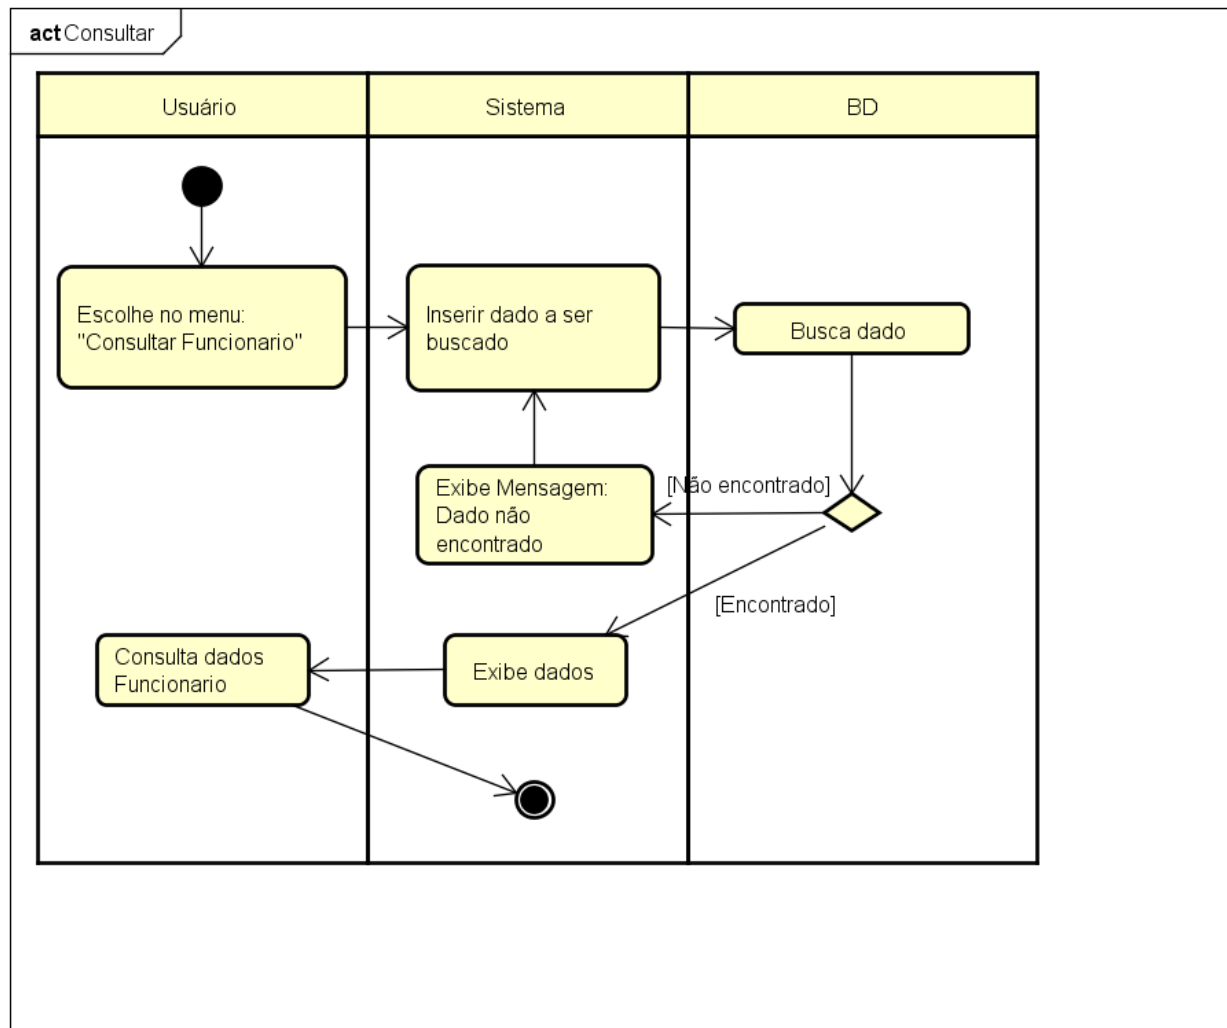 act Consultar
Usuário
Sistema
BD
Escolhe no menu:
"Consultar Funcionario"
Inserir dado a ser
buscado
Busca dado
[Não encontrado]
Exibe Mensagem:
Dado não
encontrado
[Encontrado]
Consulta dados
Funcionario
Exibe dados